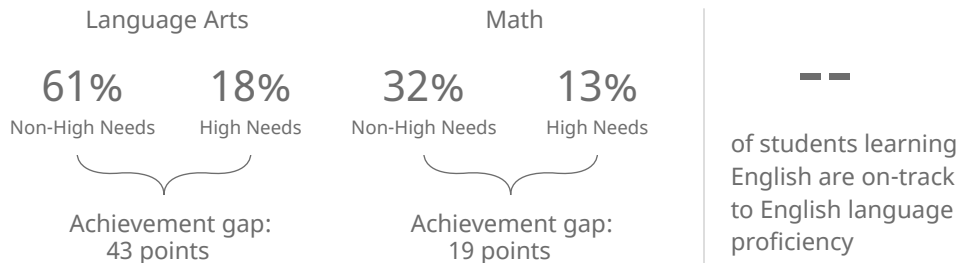 Language Arts
Math
61% 18% 32% 13%
Non-High Needs High Needs Non-High Needs High Needs
Achievement gap:
43 points
Achievement gap:
19 points
--
of students learning
English are on-track
to English language
proficiency